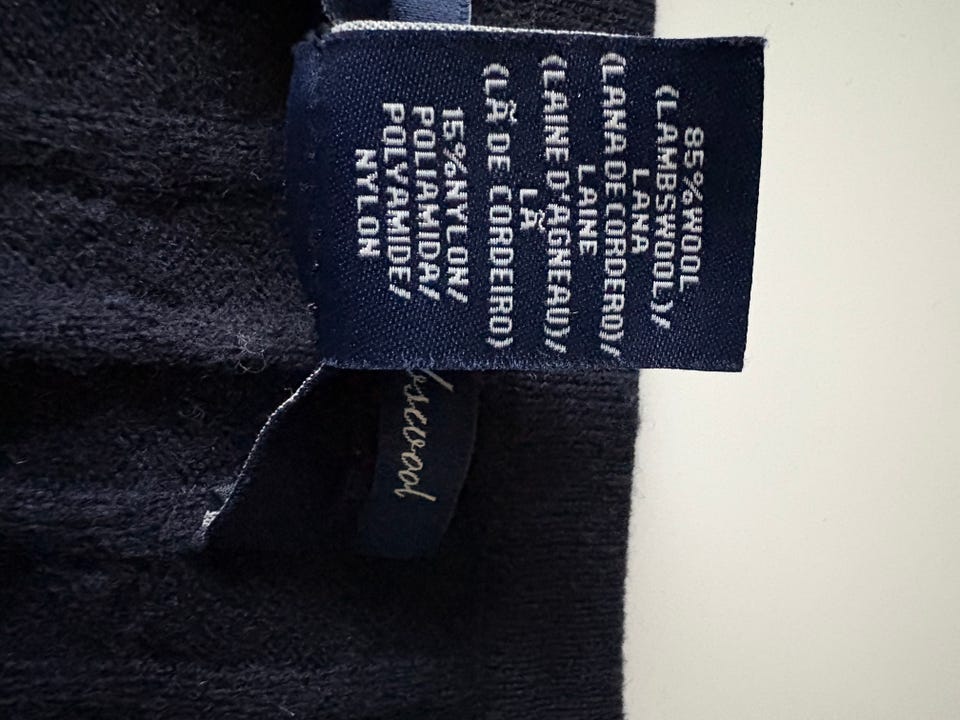 85%WOOL
(LAMBSWOOL)/
LANA
(LANA DE CORDERO)/
LAINE
(LAINE D'AGNEAU)/
LÃ
(LÃ DE CORDEIRO)
15%NYLON/
POLIAMIDA/
POLYAMIDE/
NYLON